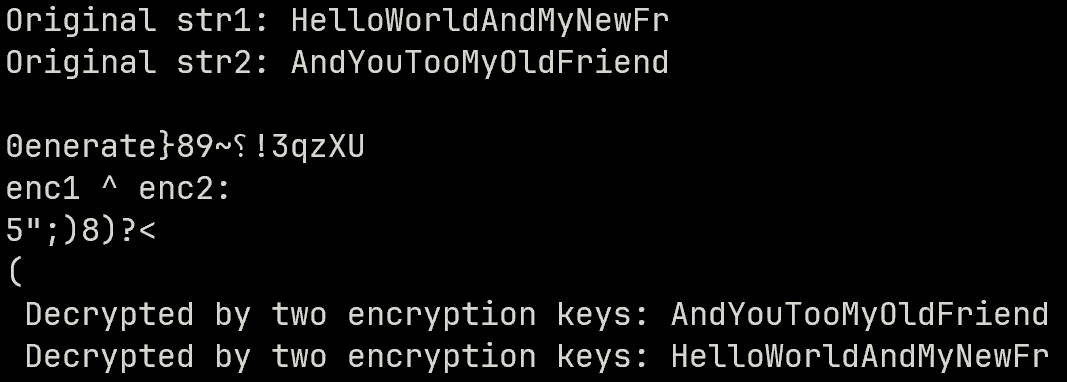 Original str1: HelloWorldAndMyNewFr
Original str2: AndYouTooMyOldFriend
0enerate}89~؟!3qzXU
enc1 ^ enc2:
5";)8)?<
(
Decrypted by two encryption keys: AndYouTooMyOldFriend
Decrypted by two encryption keys: HelloWorldAndMyNewFr